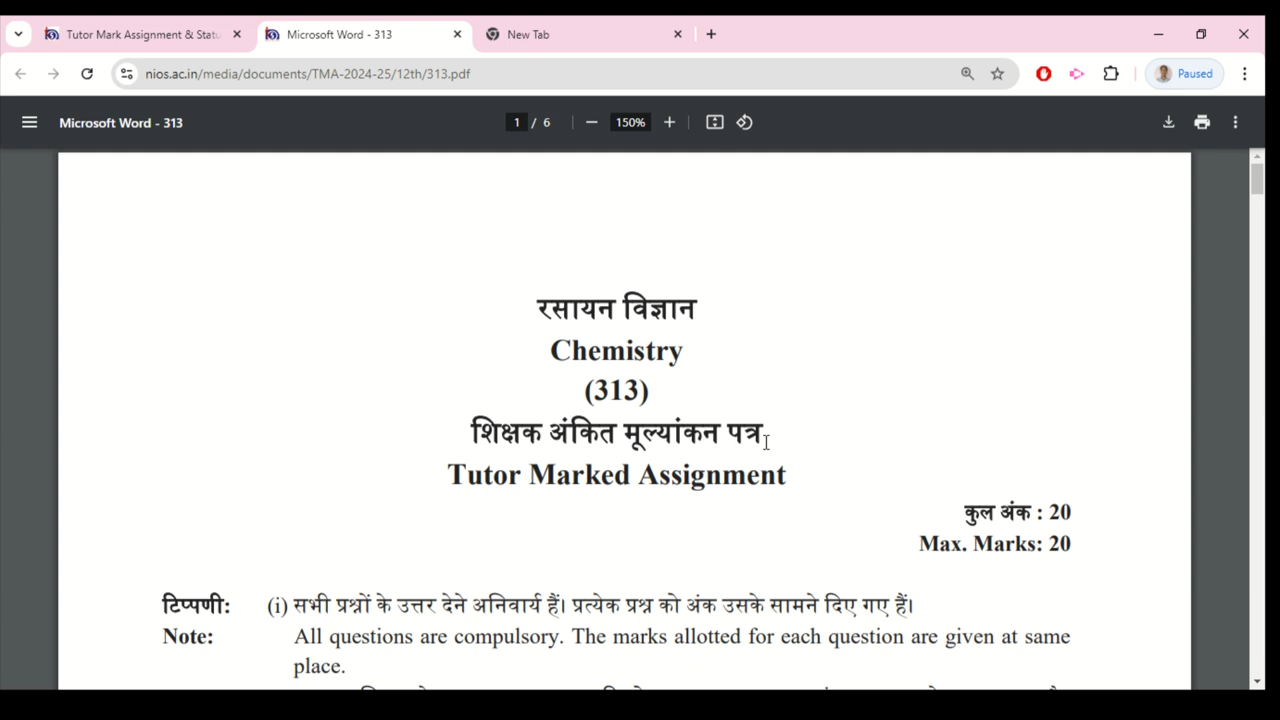 Tutor Mark Assignment & Statu
Microsoft Word - 313
New Tab
nios.ac.in/media/documents/TMA-2024-25/12th/313.pdf
Paused
Microsoft Word - 313
1 / 6
150%
रसायन विज्ञान
Chemistry
(313)
शिक्षक अंकित मूल्यांकन पत्र
Tutor Marked Assignment
कुल अंक : 20
Max. Marks: 20
टिप्पणी: (i) सभी प्रश्नों के उत्तर देने अनिवार्य हैं। प्रत्येक प्रश्न को अंक उसके सामने दिए गए हैं।
Note: All questions are compulsory. The marks allotted for each question are given at same
place.